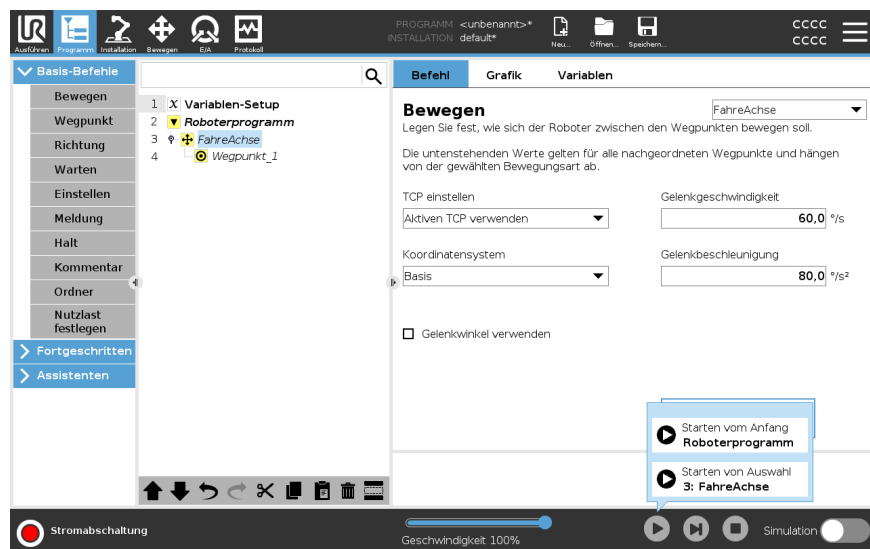 PROGRAMM <unbenannt>*
INSTALLATION default*
Ausführen Programm Installation Bewegen E/A Protokoll
Neu... Öffnen... Speichern...
CCCC
CCCC
Basis-Befehle
Bewegen
Wegpunkt
Richtung
Warten
Einstellen
Meldung
Halt
Kommentar
Ordner
Nutzlast
festlegen
Fortgeschritten
Assistenten
1 X Variablen-Setup
2 Roboterprogramm
3 FahreAchse
4 Wegpunkt_1
Befehl Grafik Variablen
Bewegen
FahreAchse
Legen Sie fest, wie sich der Roboter zwischen den Wegpunkten bewegen soll.
Die untenstehenden Werte gelten für alle nachgeordneten Wegpunkte und hängen
von der gewählten Bewegungsart ab.
TCP einstellen
Aktiven TCP verwenden
Gelenkgeschwindigkeit
60,0 °/s
Koordinatensystem
Basis
Gelenkbeschleunigung
80,0 °/s²
Gelenkwinkel verwenden
Starten vom Anfang
Roboterprogramm
Starten von Auswahl
3: FahreAchse
Stromabschaltung
Geschwindigkeit 100%
Simulation